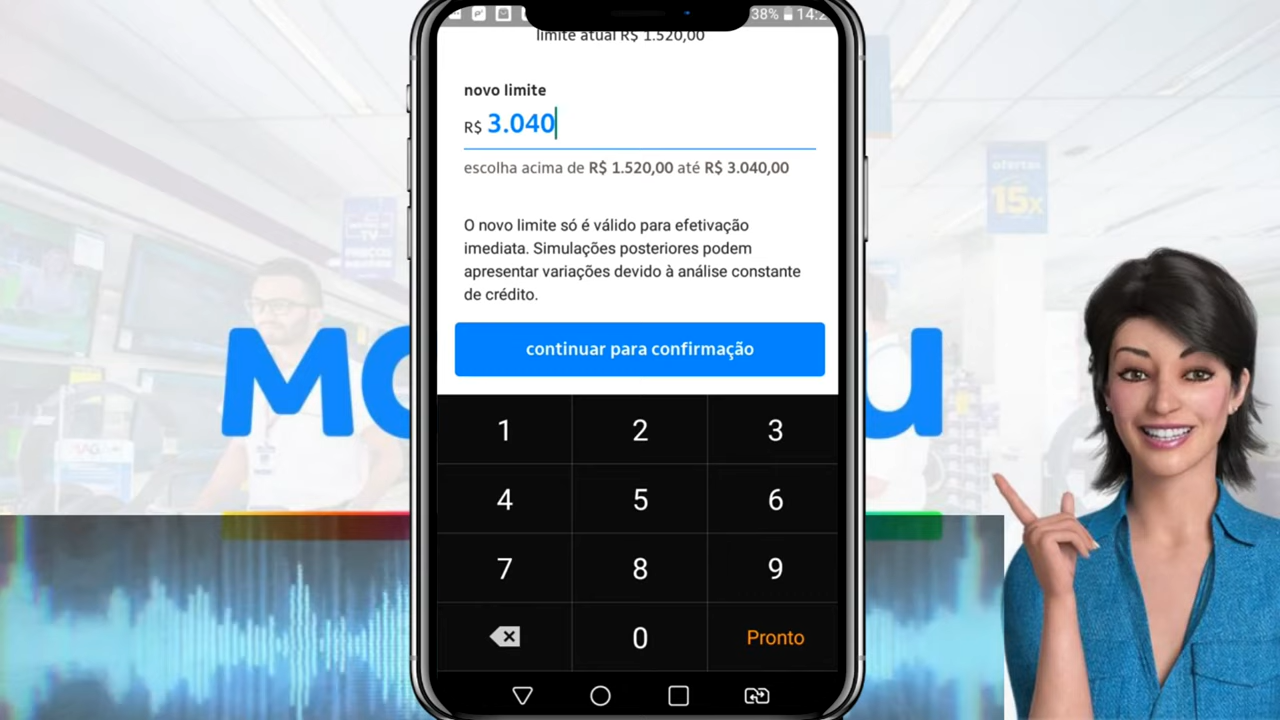 38% 14:2
limite atual R$ 1.520,00
novo limite
R$ 3.040
escolha acima de R$ 1.520,00 até R$ 3.040,00
O novo limite só é válido para efetivação
imediata. Simulações posteriores podem
apresentar variações devido à análise constante
de crédito.
continuar para confirmação
1 2 3
4 5 6
7 8 9
0 Pronto
ofertas
15x
TV